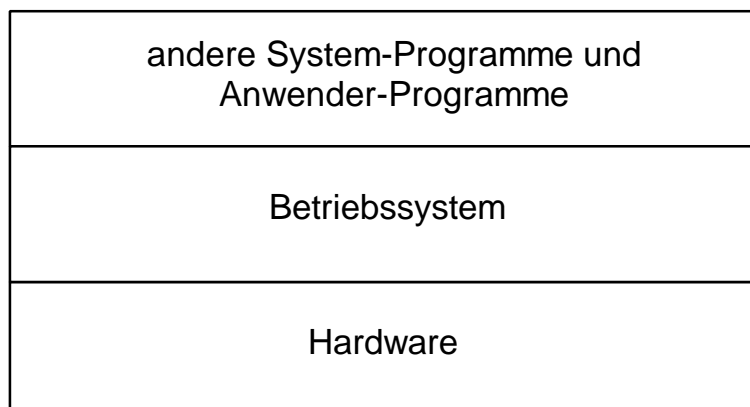 andere System-Programme und
Anwender-Programme
Betriebssystem
Hardware